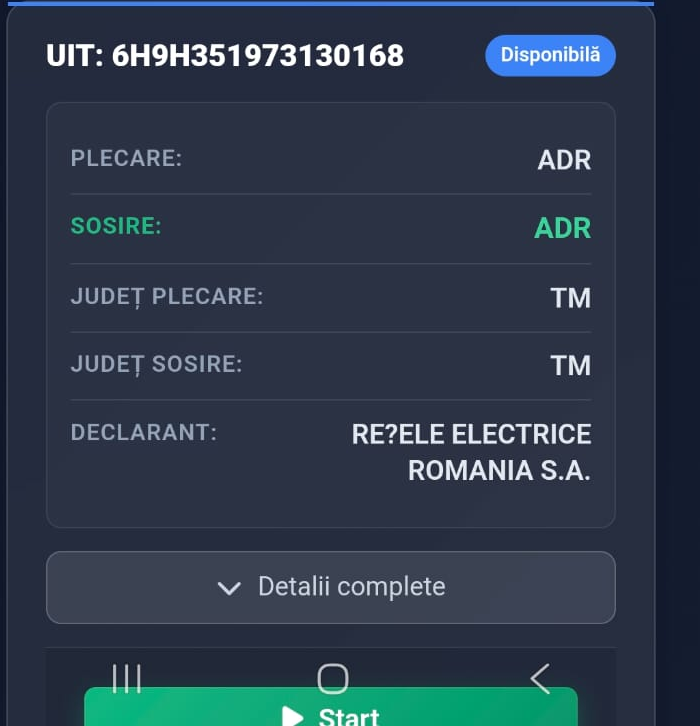 UIT: 6H9H351973130168
Disponibilă
PLECARE:
ADR
SOSIRE:
ADR
JUDEȚ PLECARE:
TM
JUDEȚ SOSIRE:
TM
DECLARANT:
RE?ELE ELECTRICE
ROMANIA S.A.
Detalii complete
Start